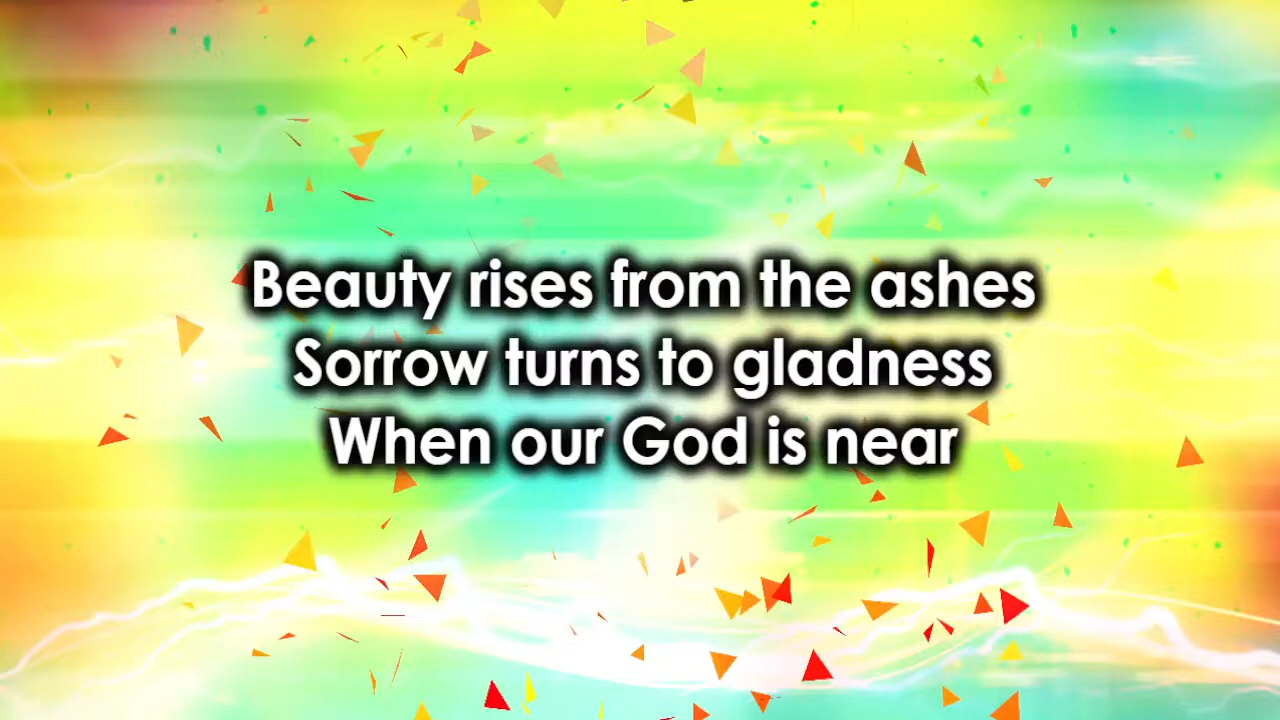 Beauty rises from the ashes
Sorrow turns to gladness
When our God is near